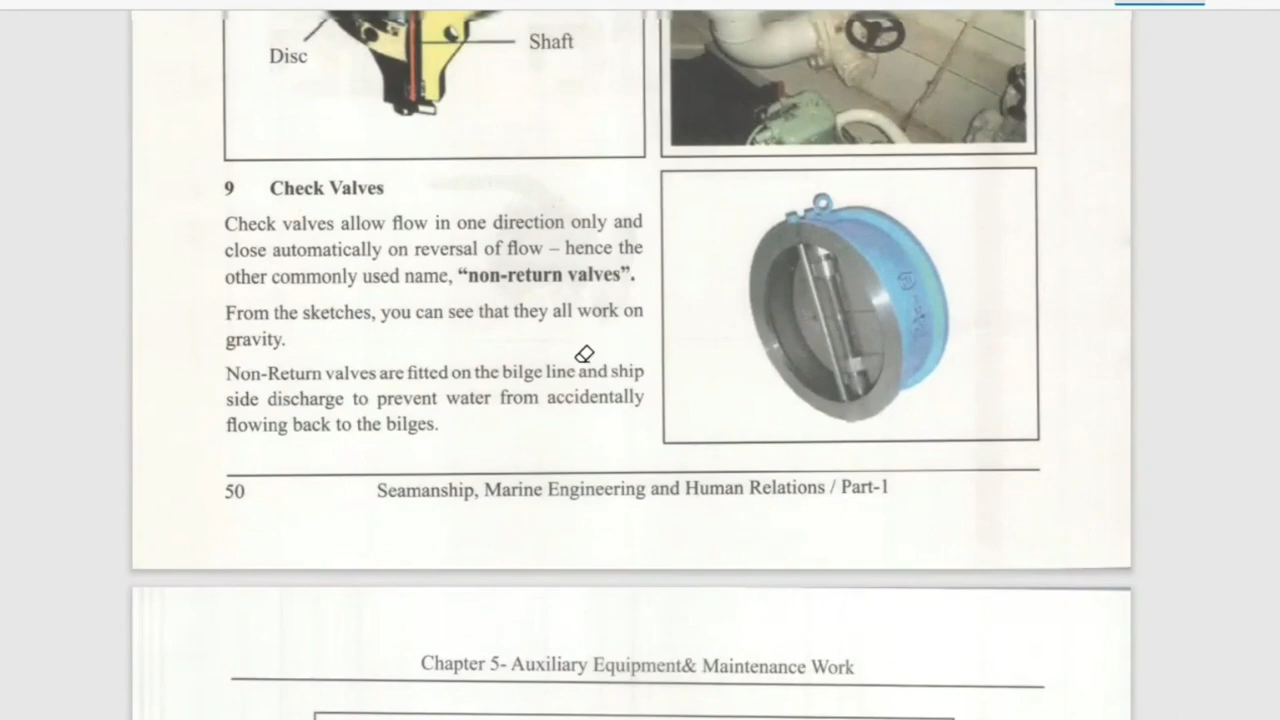 Disc
Shaft
9 Check Valves
Check valves allow flow in one direction only and
close automatically on reversal of flow – hence the
other commonly used name, “non-return valves”.
From the sketches, you can see that they all work on
gravity.
Non-Return valves are fitted on the bilge line and ship
side discharge to prevent water from accidentally
flowing back to the bilges.
50 Seamanship, Marine Engineering and Human Relations / Part-1
Chapter 5- Auxiliary Equipment& Maintenance Work